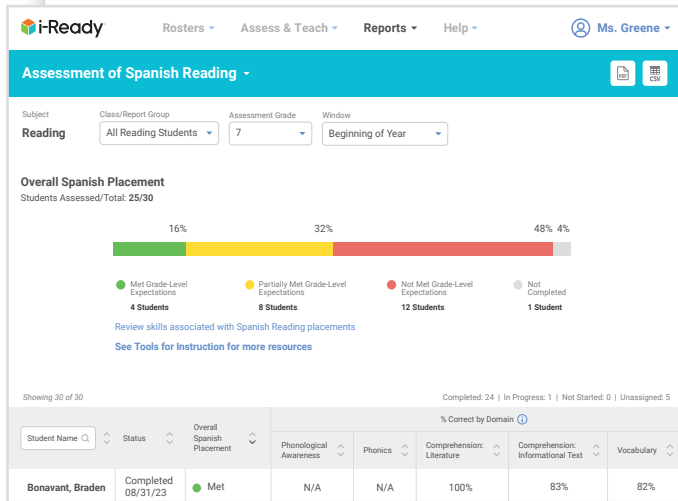 i-Ready
Rosters Assess & Teach Reports Help Ms. Greene
Assessment of Spanish Reading
PDF CSV
Subject Class/Report Group Assessment Grade Window
Reading All Reading Students 7 Beginning of Year
Overall Spanish Placement
Students Assessed/Total: 25/30
16% 32% 48% 4%
Met Grade-Level Expectations
4 Students
Partially Met Grade-Level Expectations
8 Students
Not Met Grade-Level Expectations
12 Students
Not Completed
1 Student
Review skills associated with Spanish Reading placements
See Tools for Instruction for more resources
Showing 30 of 30 Completed: 24 | In Progress: 1 | Not Started: 0 | Unassigned: 5
% Correct by Domain
Student Name Status Overall Spanish Placement Phonological Awareness Phonics Comprehension: Literature Comprehension: Informational Text Vocabulary
Bonavant, Braden Completed 08/31/23 Met N/A N/A 100% 83% 82%